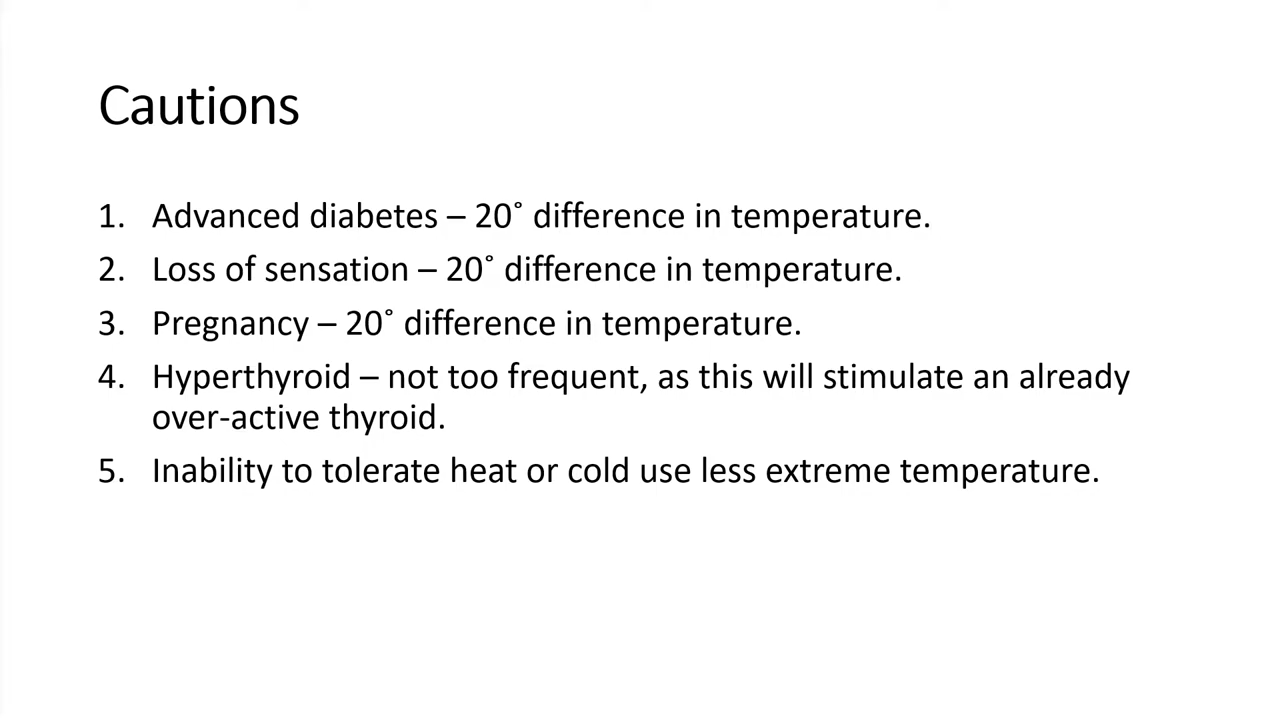 Cautions
1. Advanced diabetes – 20˚ difference in temperature.
2. Loss of sensation – 20˚ difference in temperature.
3. Pregnancy – 20˚ difference in temperature.
4. Hyperthyroid – not too frequent, as this will stimulate an already
over-active thyroid.
5. Inability to tolerate heat or cold use less extreme temperature.